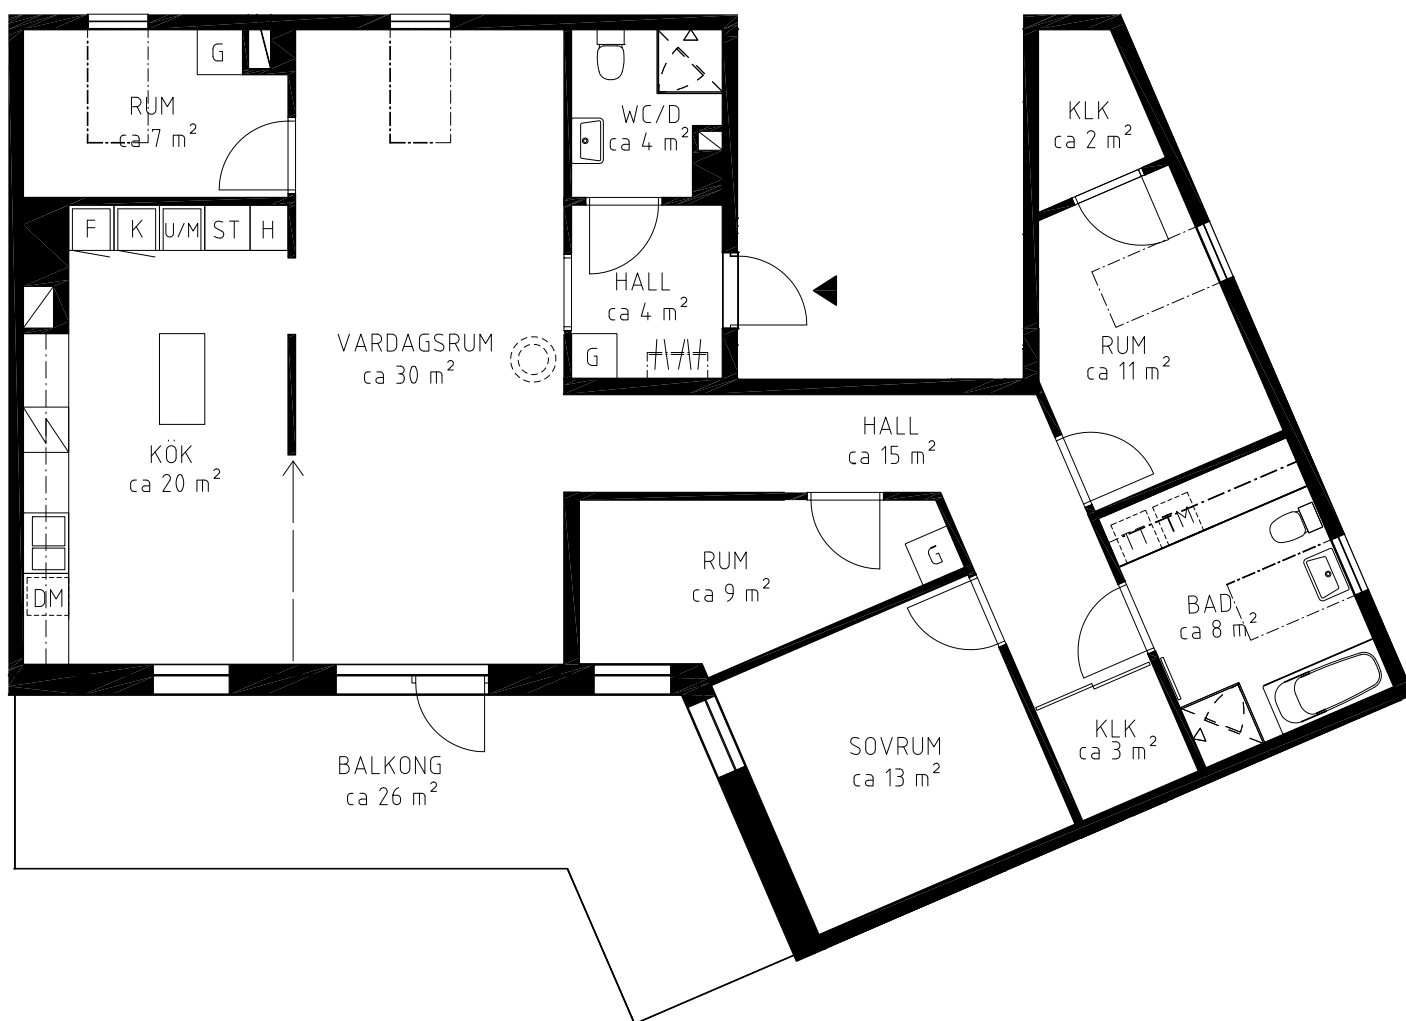 G
RUM
ca 7 m²
WC/D
ca 4 m²
KLK
ca 2 m²
F
K
U/M
ST
H
HALL
ca 4 m²
G
VARDAGSRUM
ca 30 m²
RUM
ca 11 m²
HALL
ca 15 m²
KÖK
ca 20 m²
TT
TM
RUM
ca 9 m²
G
DM
BAD
ca 8 m²
SOVRUM
ca 13 m²
KLK
ca 3 m²
BALKONG
ca 26 m²